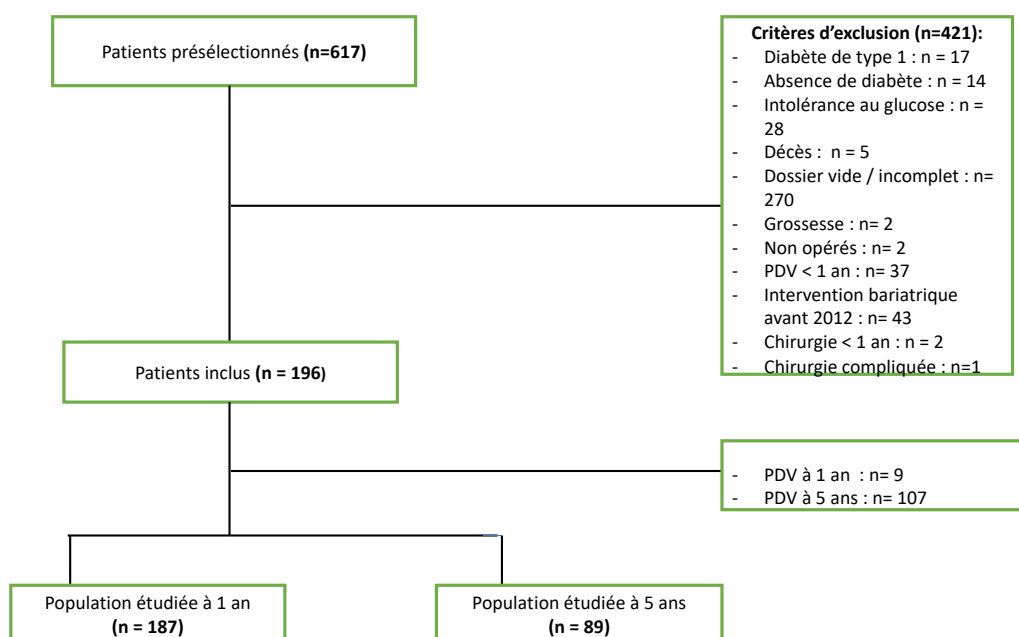 Patients présélectionnés (n=617)
Critères d’exclusion (n=421):
- Diabète de type 1 : n = 17
- Absence de diabète : n = 14
- Intolérance au glucose : n =
28
- Décès : n = 5
- Dossier vide / incomplet : n=
270
- Grossesse : n= 2
- Non opérés : n= 2
- PDV < 1 an : n= 37
- Intervention bariatrique
avant 2012 : n= 43
- Chirurgie < 1 an : n = 2
- Chirurgie compliquée : n=1
Patients inclus (n = 196)
- PDV à 1 an : n= 9
- PDV à 5 ans : n= 107
Population étudiée à 1 an
(n = 187)
Population étudiée à 5 ans
(n = 89)